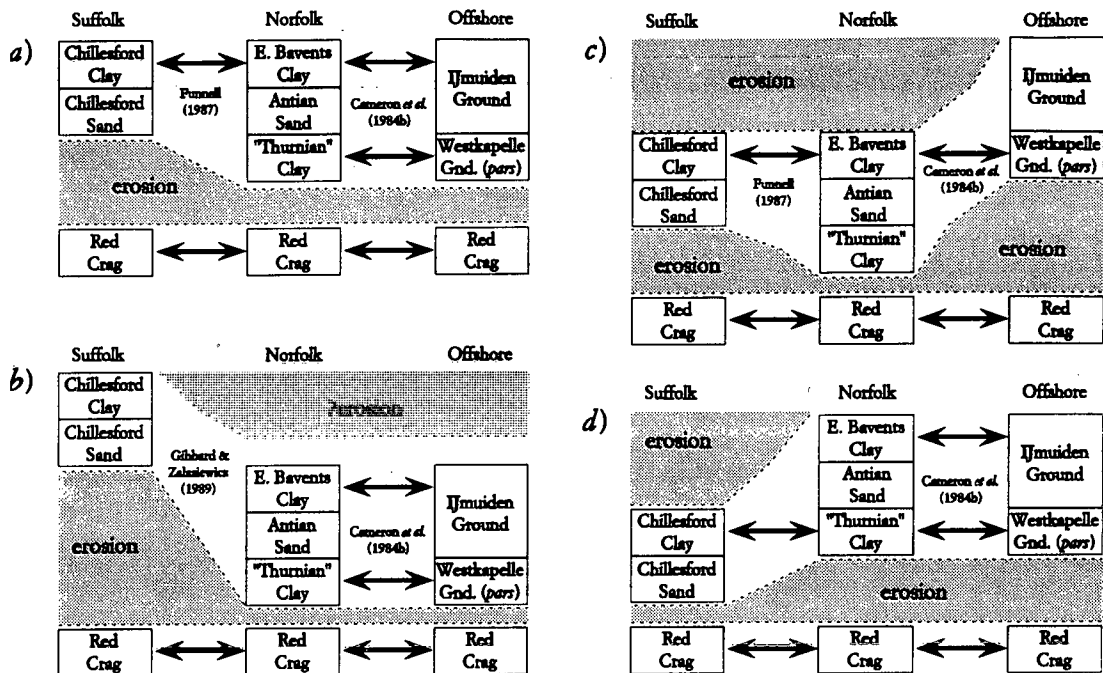 a)
Suffolk Norfolk Offshore
Chillesford
Clay
Chillesford
Sand
Funnell
(1987)
E. Bavents
Clay
Antian
Sand
"Thurnian"
Clay
Cameron et al.
(1984b)
IJmuiden
Ground
Westkapelle
Gnd. (pars)
erosion
Red
Crag
Red
Crag
Red
Crag
b)
Suffolk Norfolk Offshore
Chillesford
Clay
Chillesford
Sand
?erosion
Gibbard &
Zalasiewicz
(1989)
E. Bavents
Clay
Antian
Sand
"Thurnian"
Clay
Cameron et al.
(1984b)
IJmuiden
Ground
Westkapelle
Gnd. (pars)
erosion
Red
Crag
Red
Crag
Red
Crag
c)
Suffolk Norfolk Offshore
erosion
IJmuiden
Ground
Westkapelle
Gnd. (pars)
Chillesford
Clay
Chillesford
Sand
Funnell
(1987)
E. Bavents
Clay
Antian
Sand
"Thurnian"
Clay
Cameron et al.
(1984b)
erosion
erosion
Red
Crag
Red
Crag
Red
Crag
d)
Suffolk Norfolk Offshore
erosion
E. Bavents
Clay
Antian
Sand
"Thurnian"
Clay
Cameron et al.
(1984b)
IJmuiden
Ground
Westkapelle
Gnd. (pars)
Chillesford
Clay
Chillesford
Sand
erosion
Red
Crag
Red
Crag
Red
Crag